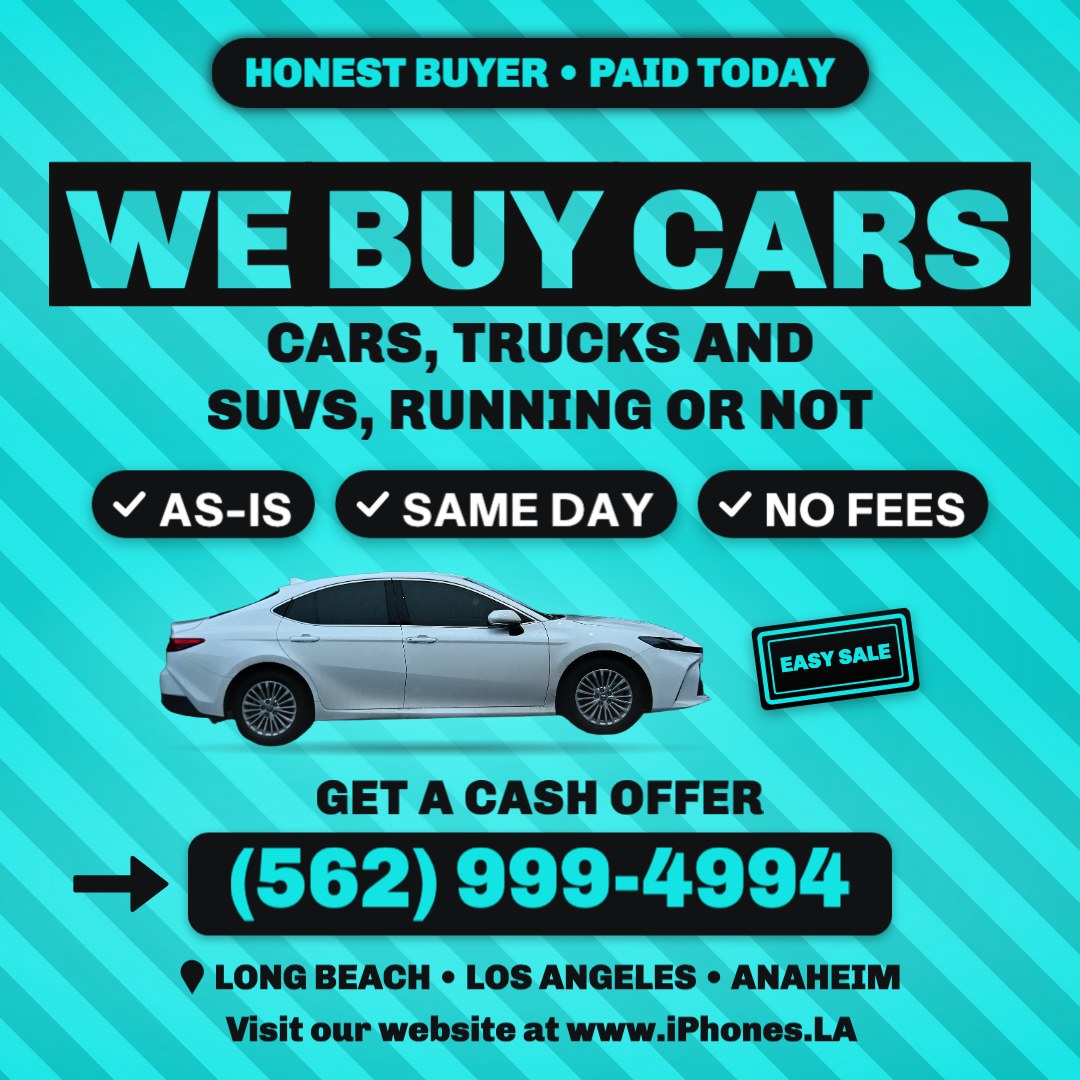 HONEST BUYER • PAID TODAY
WE BUY CARS
CARS, TRUCKS AND
SUVS, RUNNING OR NOT
✓ AS-IS ✓ SAME DAY ✓ NO FEES
EASY SALE
GET A CASH OFFER
(562) 999-4994
LONG BEACH • LOS ANGELES • ANAHEIM
Visit our website at www.iPhones.LA